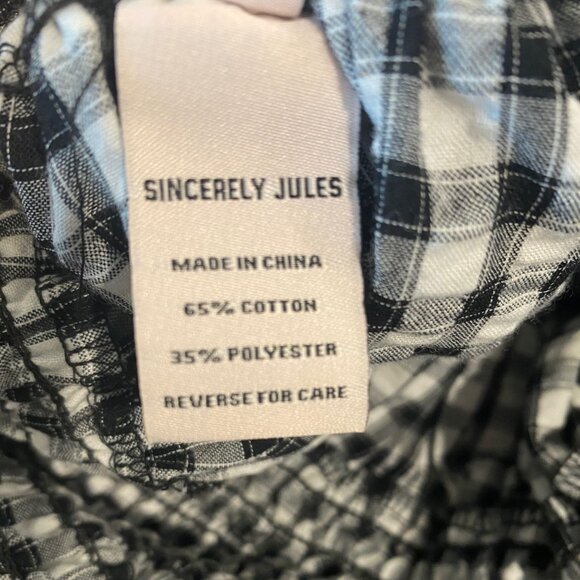 SINCERELY JULES
MADE IN CHINA
65% COTTON
35% POLYESTER
REVERSE FOR CARE